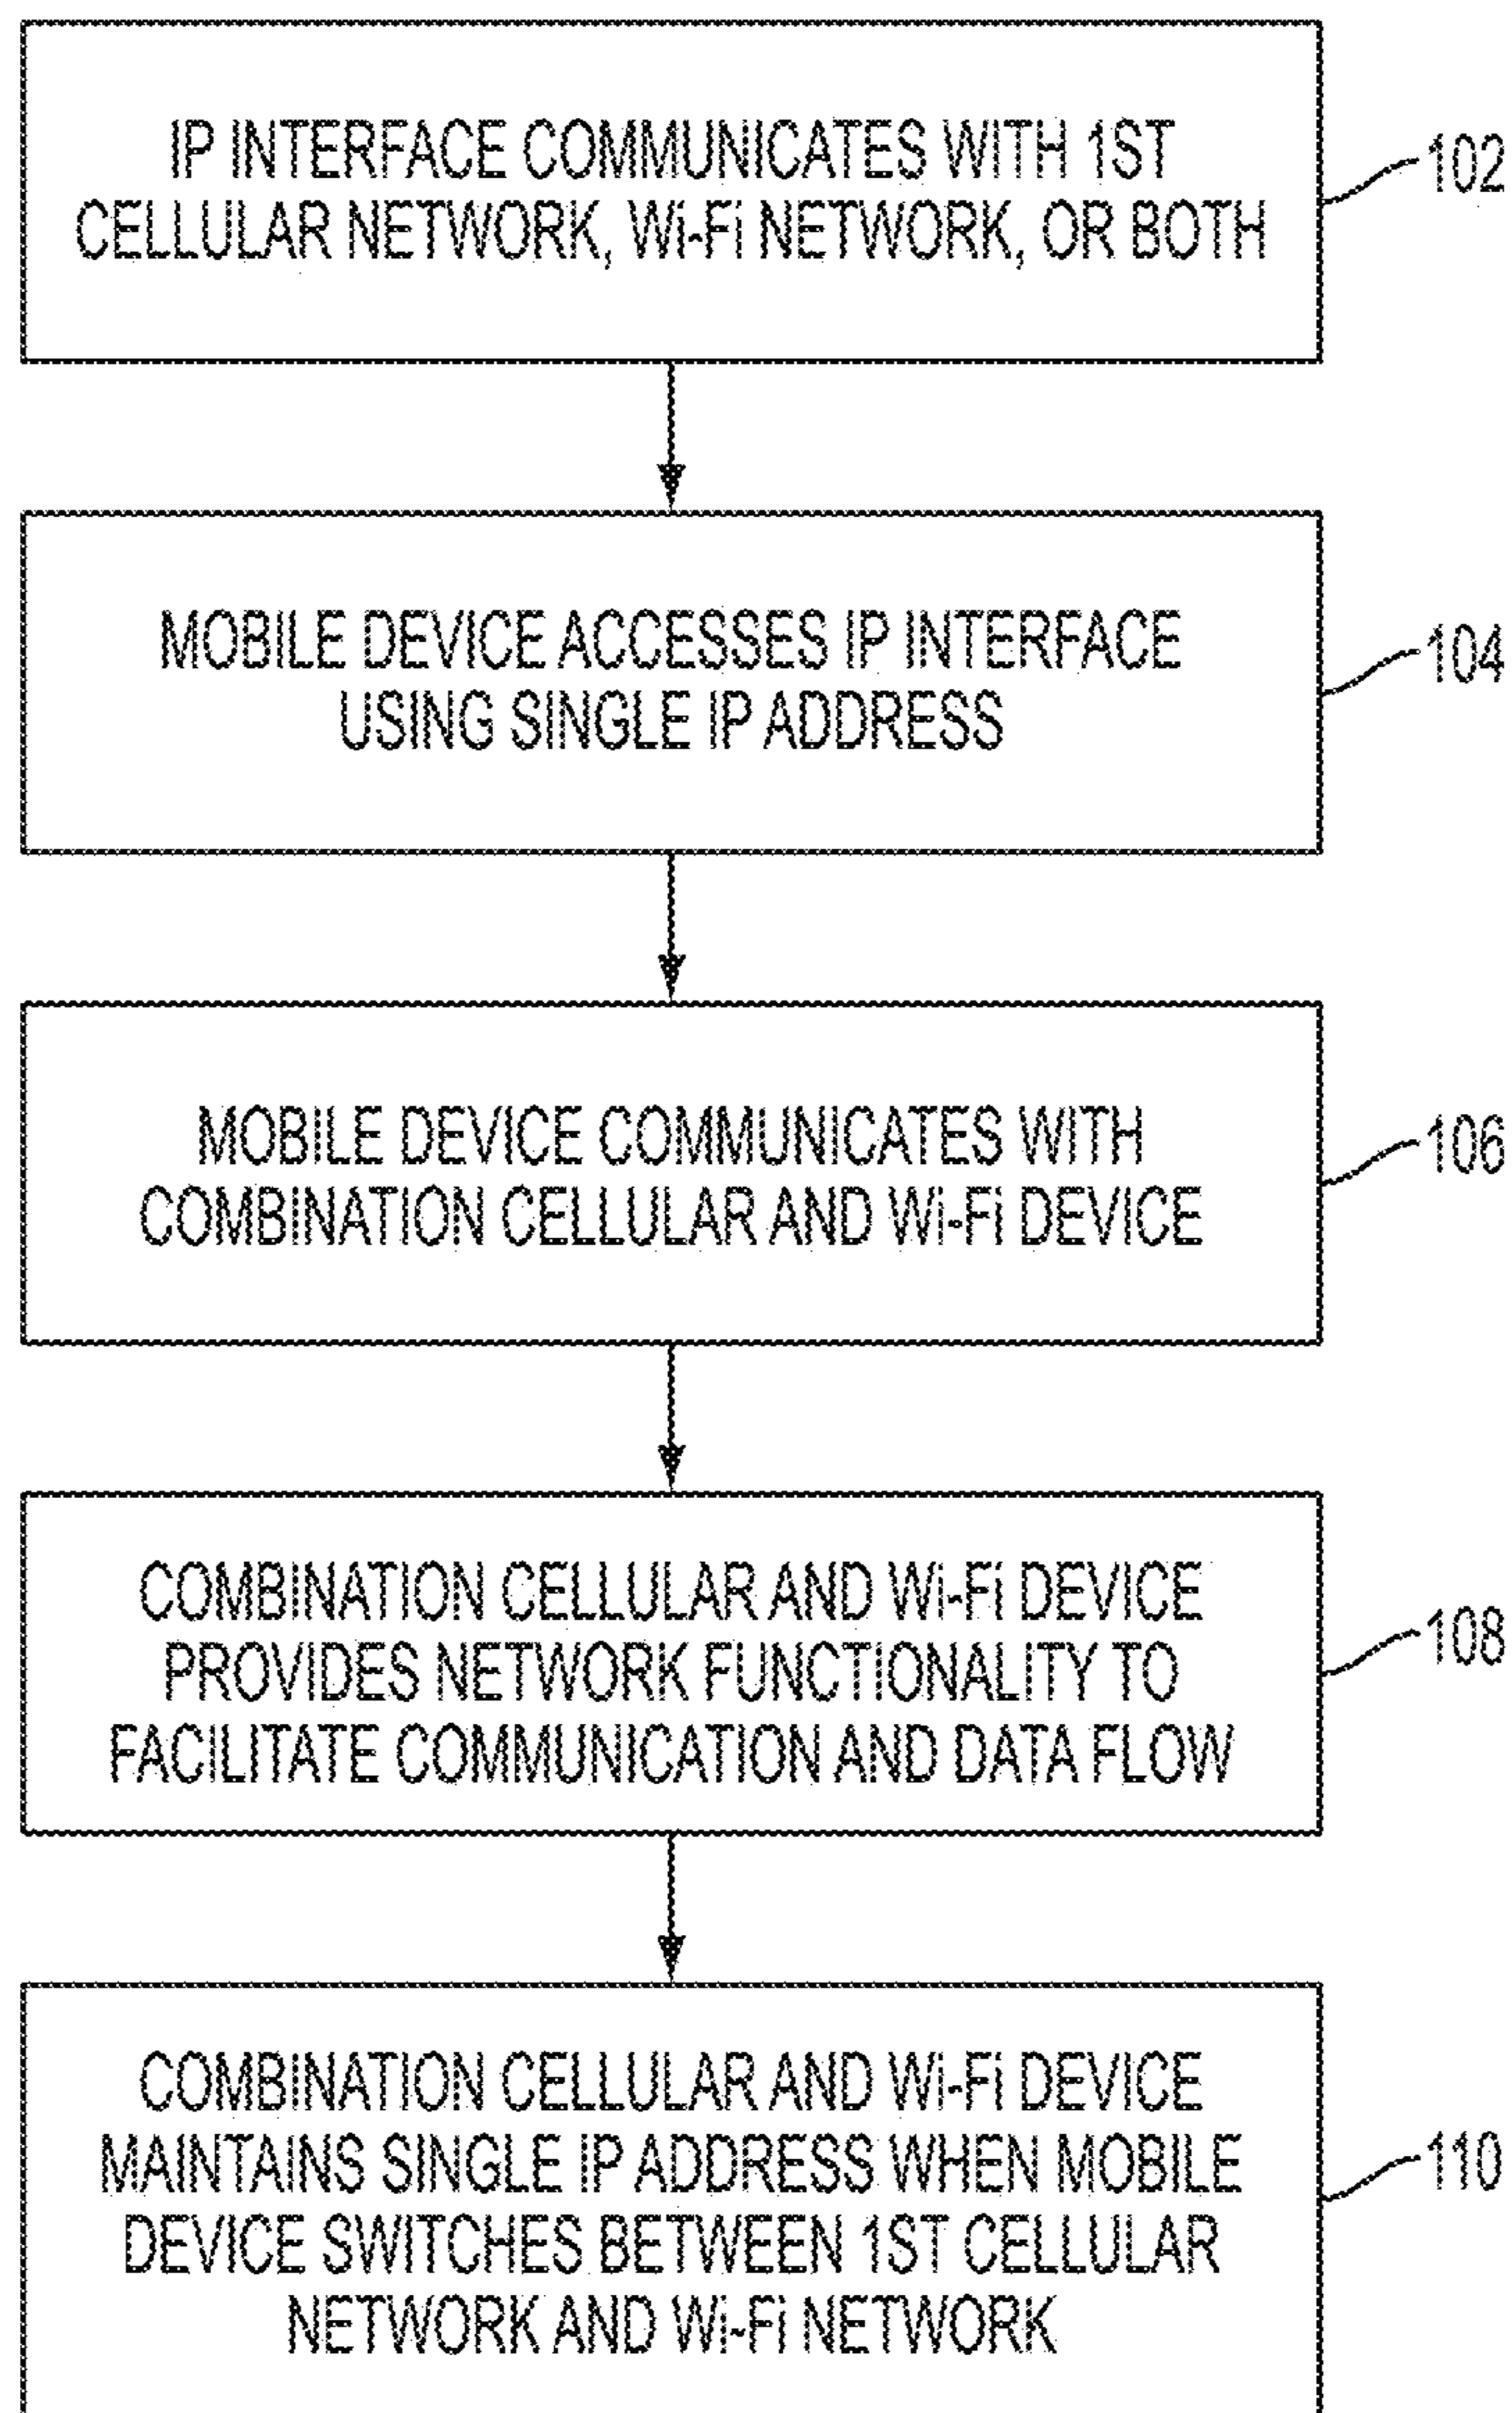 IP INTERFACE COMMUNICATES WITH 1ST
CELLULAR NETWORK, Wi-Fi NETWORK, OR BOTH
102
MOBILE DEVICE ACCESSES IP INTERFACE
USING SINGLE IP ADDRESS
104
MOBILE DEVICE COMMUNICATES WITH
COMBINATION CELLULAR AND Wi-Fi DEVICE
106
COMBINATION CELLULAR AND Wi-Fi DEVICE
PROVIDES NETWORK FUNCTIONALITY TO
FACILITATE COMMUNICATION AND DATA FLOW
108
COMBINATION CELLULAR AND Wi-Fi DEVICE
MAINTAINS SINGLE IP ADDRESS WHEN MOBILE
DEVICE SWITCHES BETWEEN 1ST CELLULAR
NETWORK AND Wi-Fi NETWORK
110